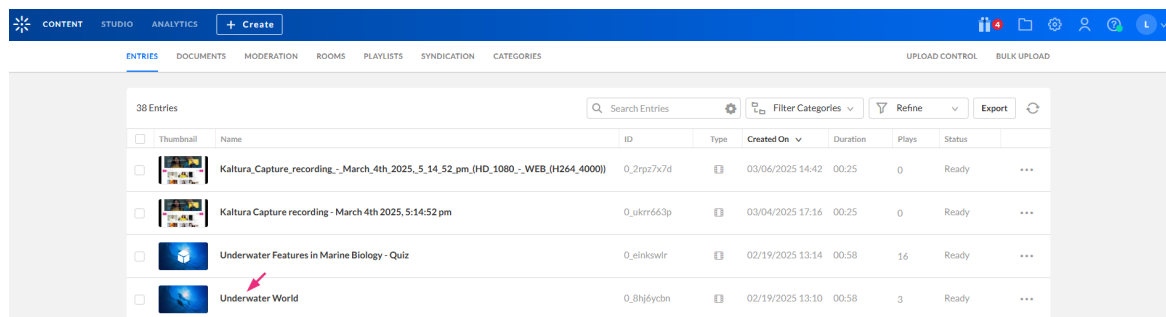 CONTENT STUDIO ANALYTICS + Create 4 L
ENTRIES DOCUMENTS MODERATION ROOMS PLAYLISTS SYNDICATION CATEGORIES UPLOAD CONTROL BULK UPLOAD
38 Entries Search Entries Filter Categories Refine Export
Thumbnail Name ID Type Created On Duration Plays Status
Kaltura_Capture_recording_-_March_4th_2025,_5_14_52_pm_(HD_1080_-_WEB_(H264_4000)) 0_2rpz7x7d 03/06/2025 14:42 00:25 0 Ready
Kaltura Capture recording - March 4th 2025, 5:14:52 pm 0_ukrr663p 03/04/2025 17:16 00:25 0 Ready
Underwater Features in Marine Biology - Quiz 0_einkswlr 02/19/2025 13:14 00:58 16 Ready
Underwater World 0_8hj6ycbn 02/19/2025 13:10 00:58 3 Ready